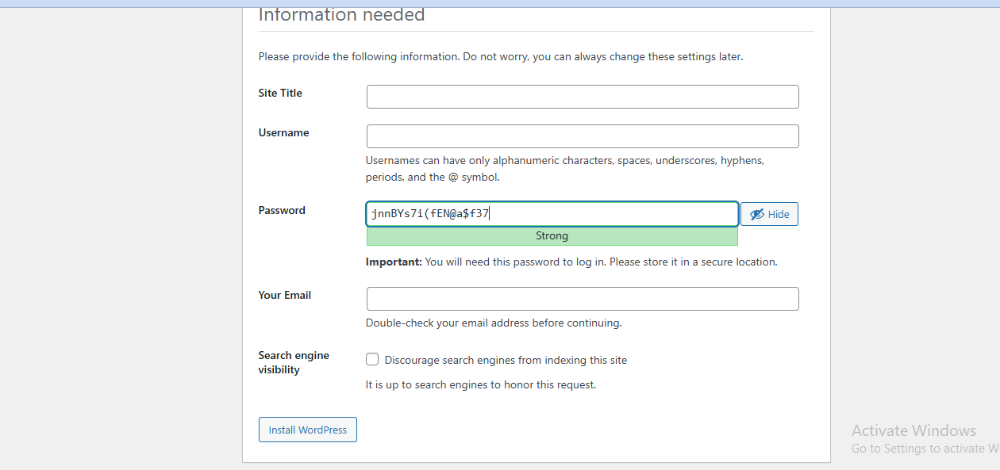 Information needed
Please provide the following information. Do not worry, you can always change these settings later.
Site Title
Username
Usernames can have only alphanumeric characters, spaces, underscores, hyphens,
periods, and the @ symbol.
Password
jnnBYs7i(fEN@a$f37
Hide
Strong
Important: You will need this password to log in. Please store it in a secure location.
Your Email
Double-check your email address before continuing.
Search engine
visibility
Discourage search engines from indexing this site
It is up to search engines to honor this request.
Install WordPress
Activate Windows
Go to Settings to activate W